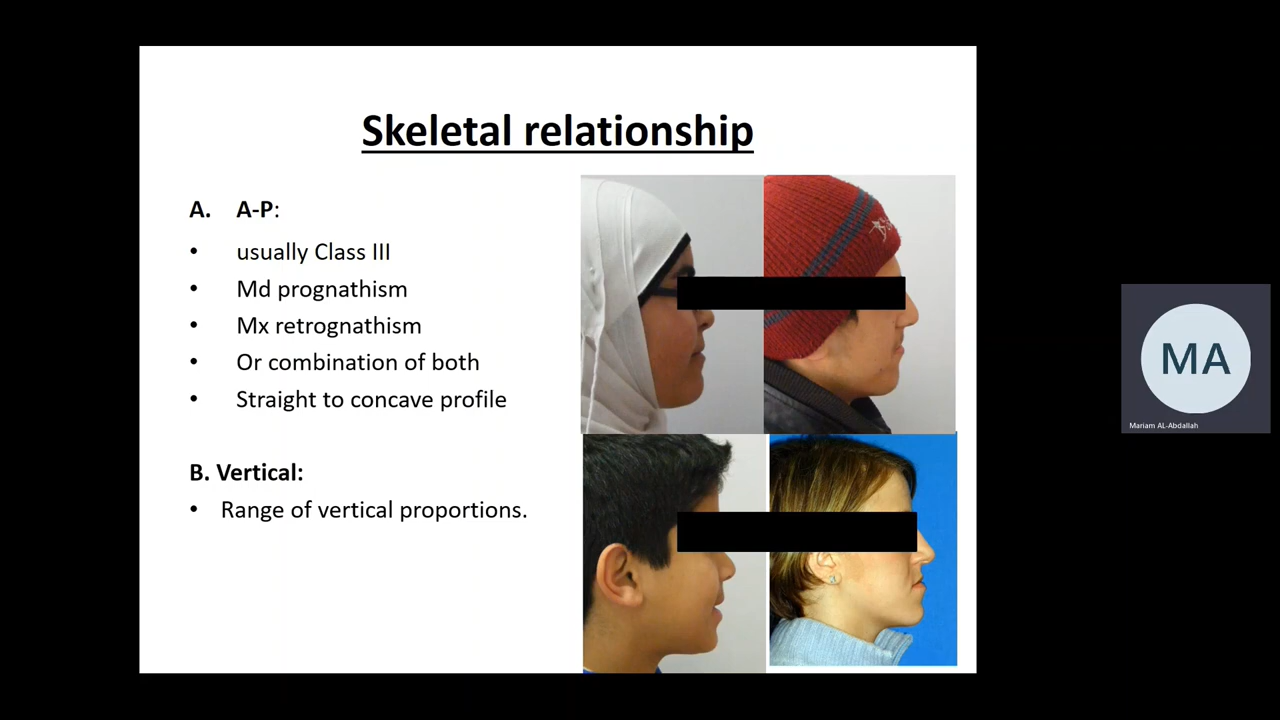 Skeletal relationship
A. A-P:
• usually Class III
• Md prognathism
• Mx retrognathism
• Or combination of both
• Straight to concave profile
B. Vertical:
• Range of vertical proportions.
MA
Mariam AL-Abdallah